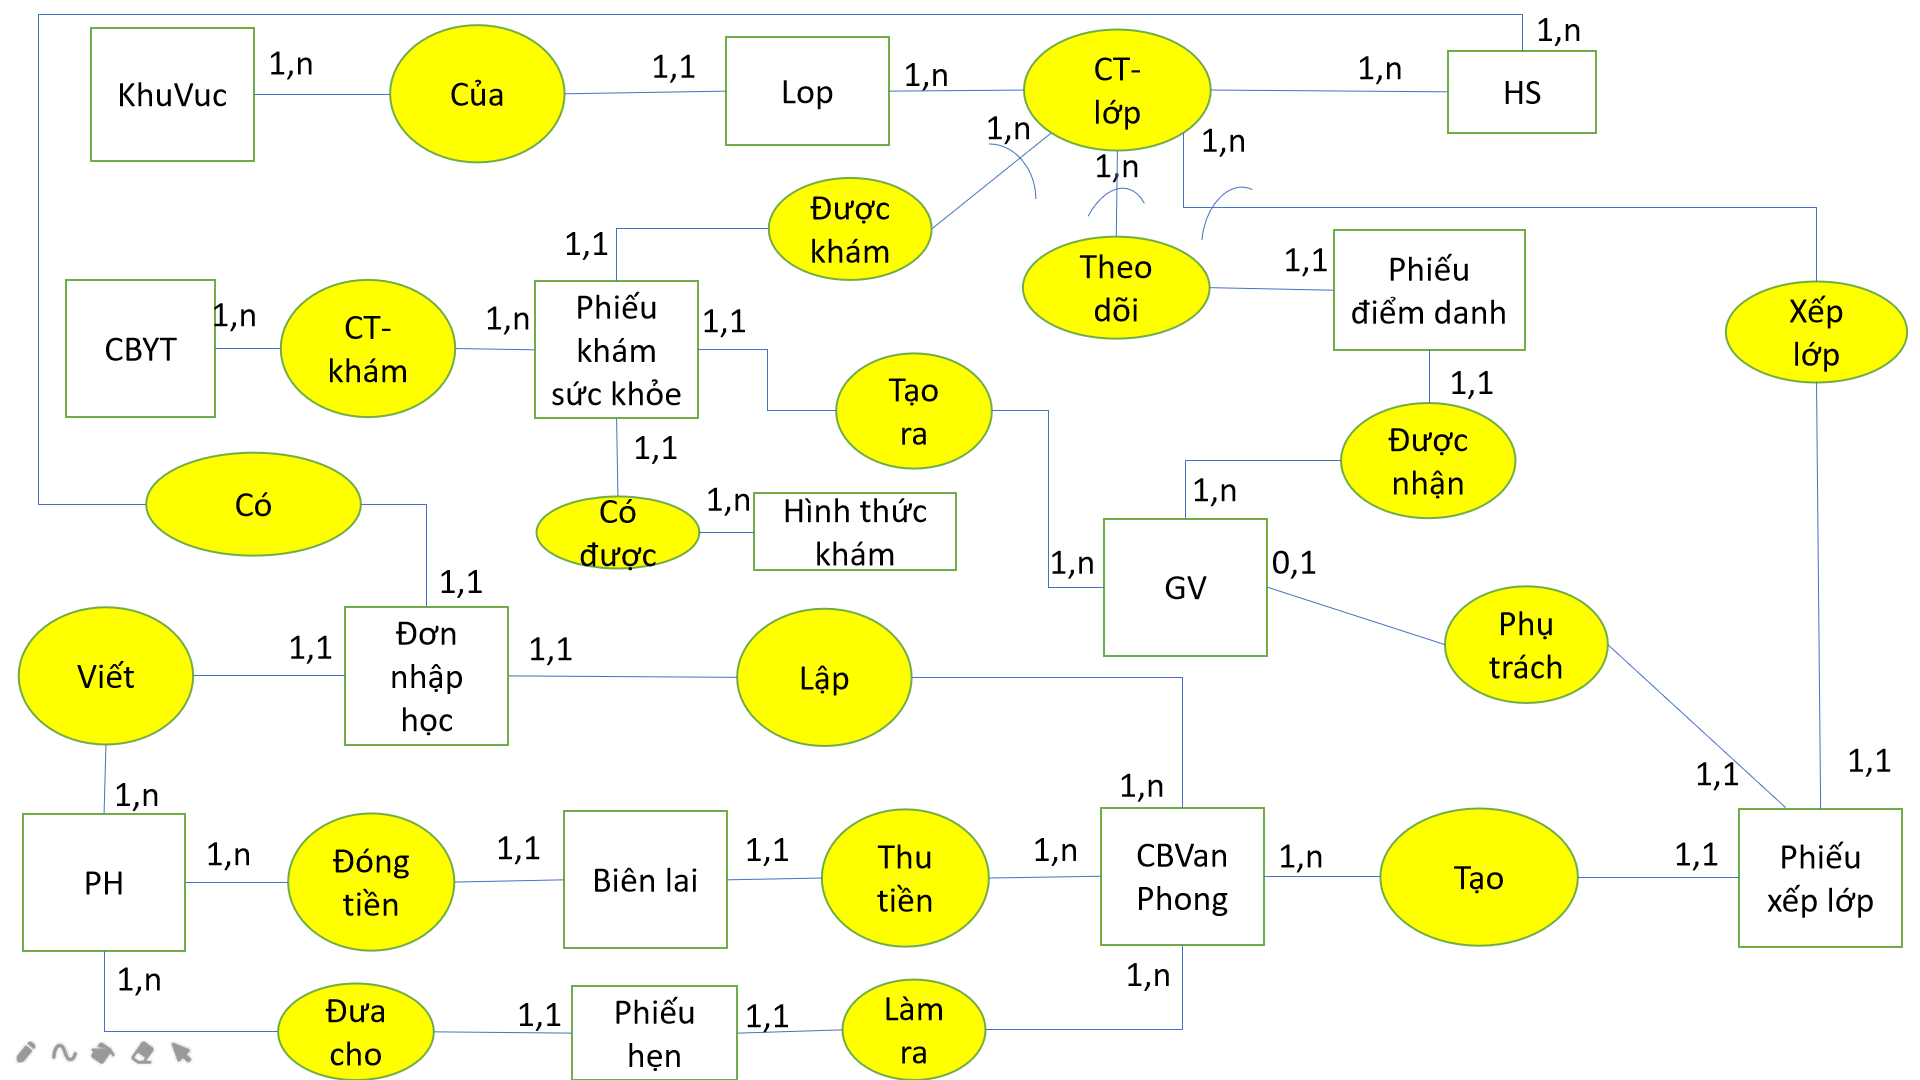 1,n
KhuVuc
1,n
Của
1,1
Lop
1,n
CT-
lớp
1,n
HS
1,n
1,n
1,n
Được
khám
1,1
Theo
dõi
1,1
Phiếu
điểm danh
Xếp
lớp
CBYT
1,n
CT-
khám
1,n
Phiếu
khám
sức khỏe
1,1
Tạo
ra
1,1
Được
nhận
1,1
Có
Có
được
1,n
Hình thức
khám
1,n
1,n
GV
0,1
1,1
Viết
1,1
Đơn
nhập
học
1,1
Lập
Phụ
trách
1,n
1,n
1,1
1,1
PH
1,n
Đóng
tiền
1,1
Biên lai
1,1
Thu
tiền
1,n
CBVan
Phong
1,n
Tạo
1,1
Phiếu
xếp lớp
1,n
1,n
Đưa
cho
1,1
Phiếu
hẹn
1,1
Làm
ra